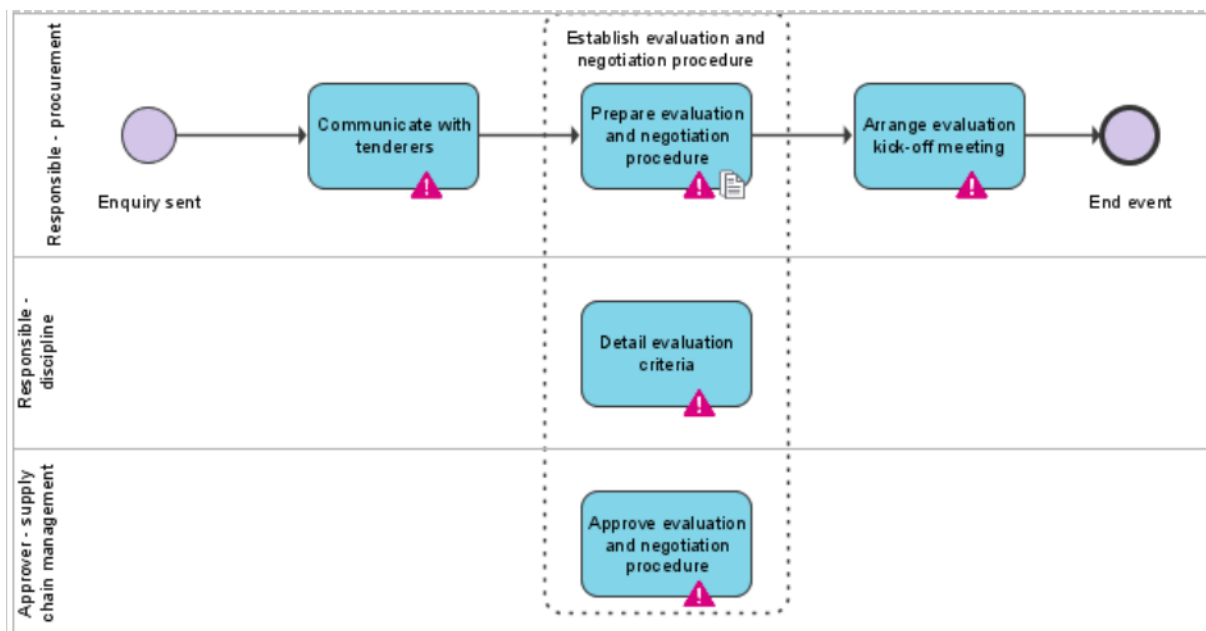 Responsible - procurement
Establish evaluation and
negotiation procedure
Enquiry sent
Communicate with
tenderers
Prepare evaluation
and negotiation
procedure
Arrange evaluation
kick-off meeting
End event
Responsible -
discipline
Detail evaluation
criteria
Approver - supply
chain management
Approve evaluation
and negotiation
procedure